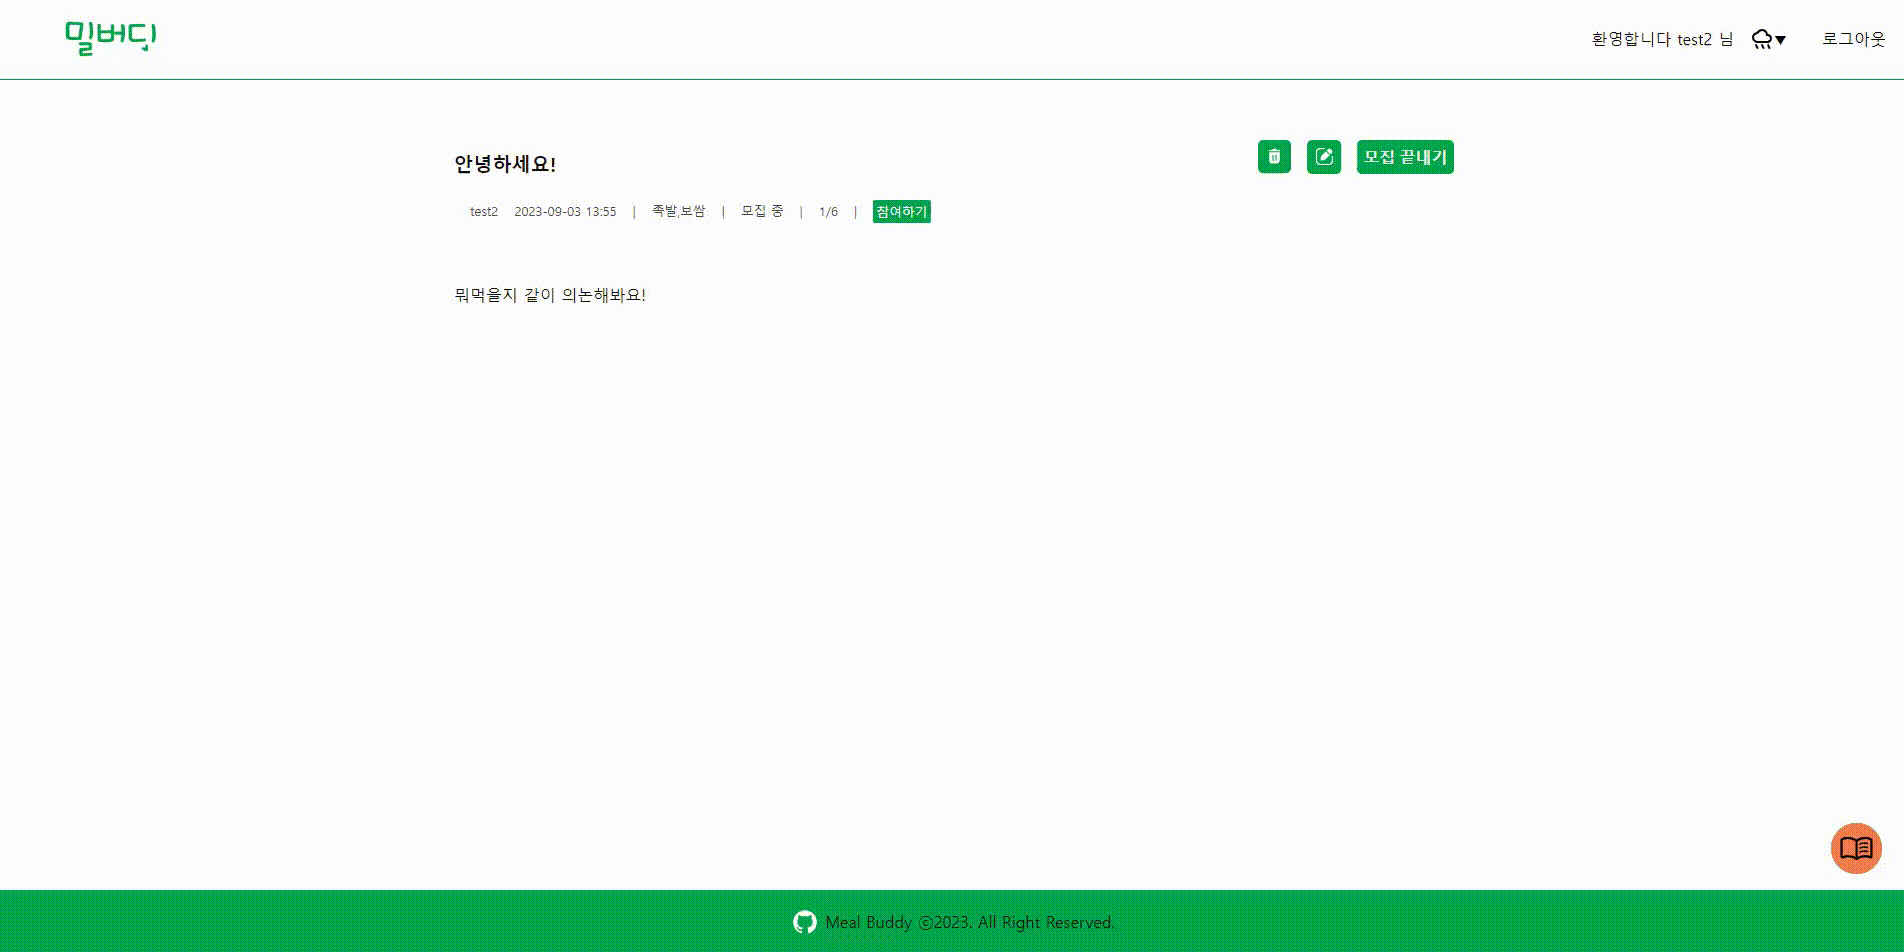 밀버디
환영합니다 test2 님 ▼ 로그아웃
안녕하세요!
모집 끝내기
test2 2023-09-03 13:55 | 족발,보쌈 | 모집 중 | 1/6 | 참여하기
뭐먹을지 같이 의논해봐요!
Meal Buddy ⓒ2023. All Right Reserved.